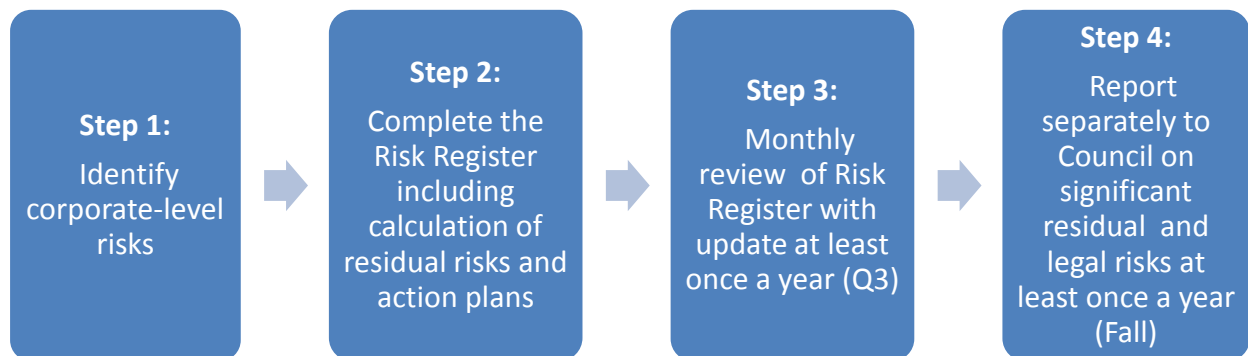 Step 1:
Identify
corporate-level
risks
Step 2:
Complete the
Risk Register
including
calculation of
residual risks and
action plans
Step 3:
Monthly
review of Risk
Register with
update at least
once a year (Q3)
Step 4:
Report
separately to
Council on
significant
residual and
legal risks at
least once a year
(Fall)